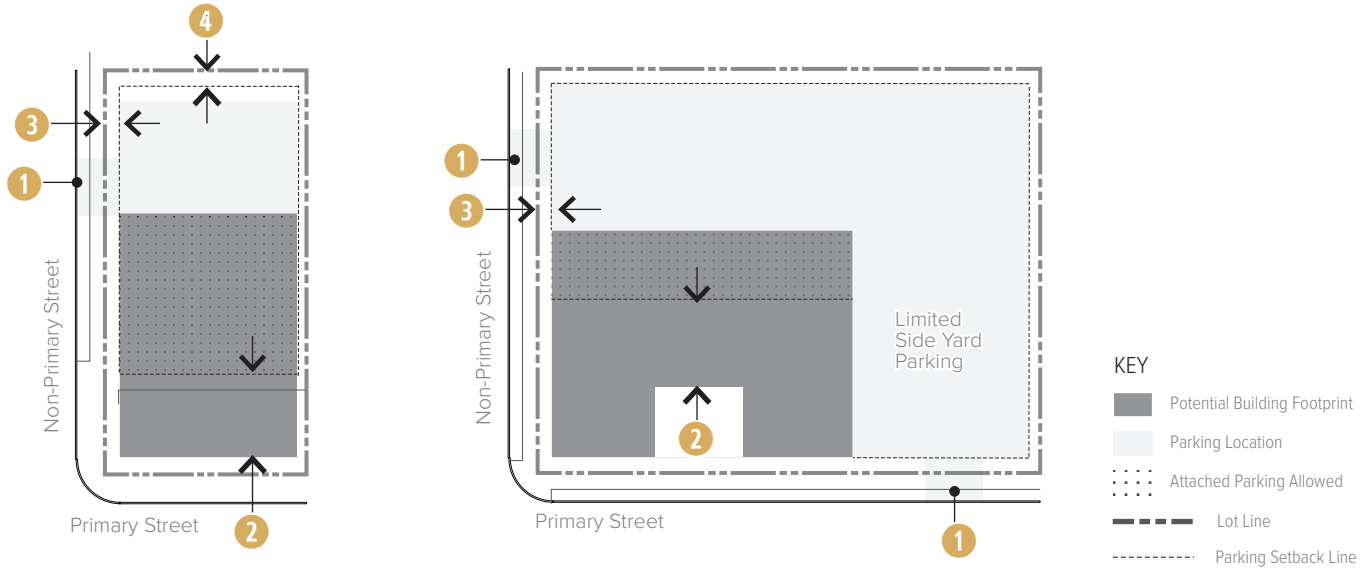 4
3
1
Non-Primary Street
2
Primary Street
1
3
Non-Primary Street
Limited
Side Yard
Parking
2
1
Primary Street
KEY
Potential Building Footprint
Parking Location
Attached Parking Allowed
Lot Line
Parking Setback Line